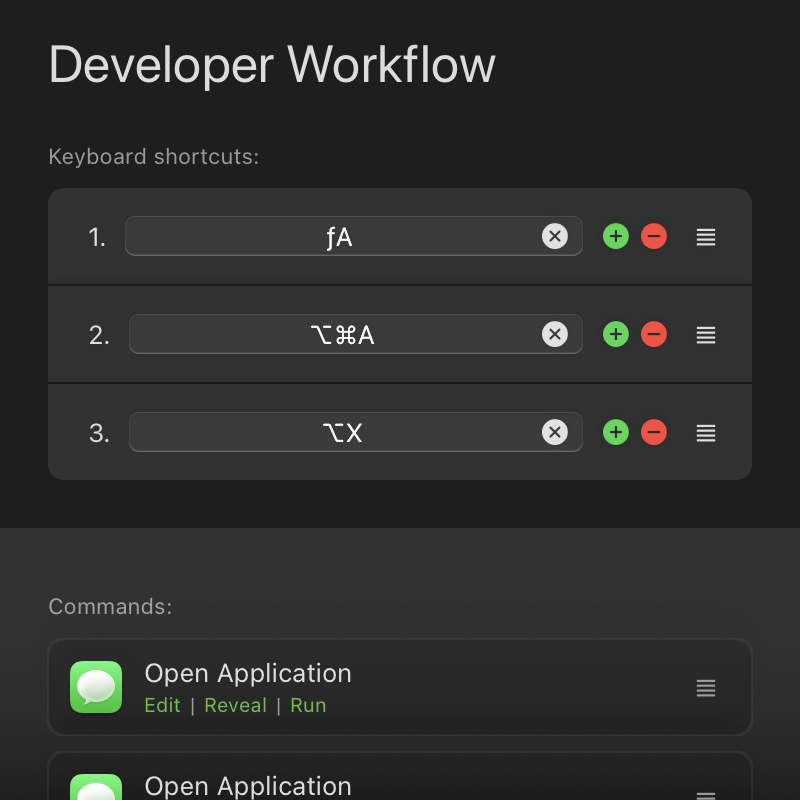 Developer Workflow
Keyboard shortcuts:
1. ƒA
2. ⌥⌘A
3. ⌥X
Commands:
Open Application
Edit | Reveal | Run
Open Application